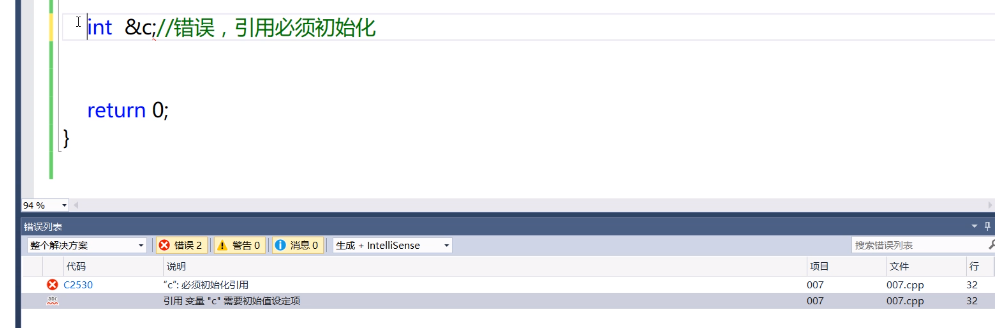 int  &c;//错误，引用必须初始化
return 0;
}
94 %
错误列表
整个解决方案 错误 2 警告 0 消息 0 生成 + IntelliSense 搜索错误列表
代码 说明 项目 文件 行
C2530 "c": 必须初始化引用 007 007.cpp 32
引用 变量 "c" 需要初始值设定项 007 007.cpp 32